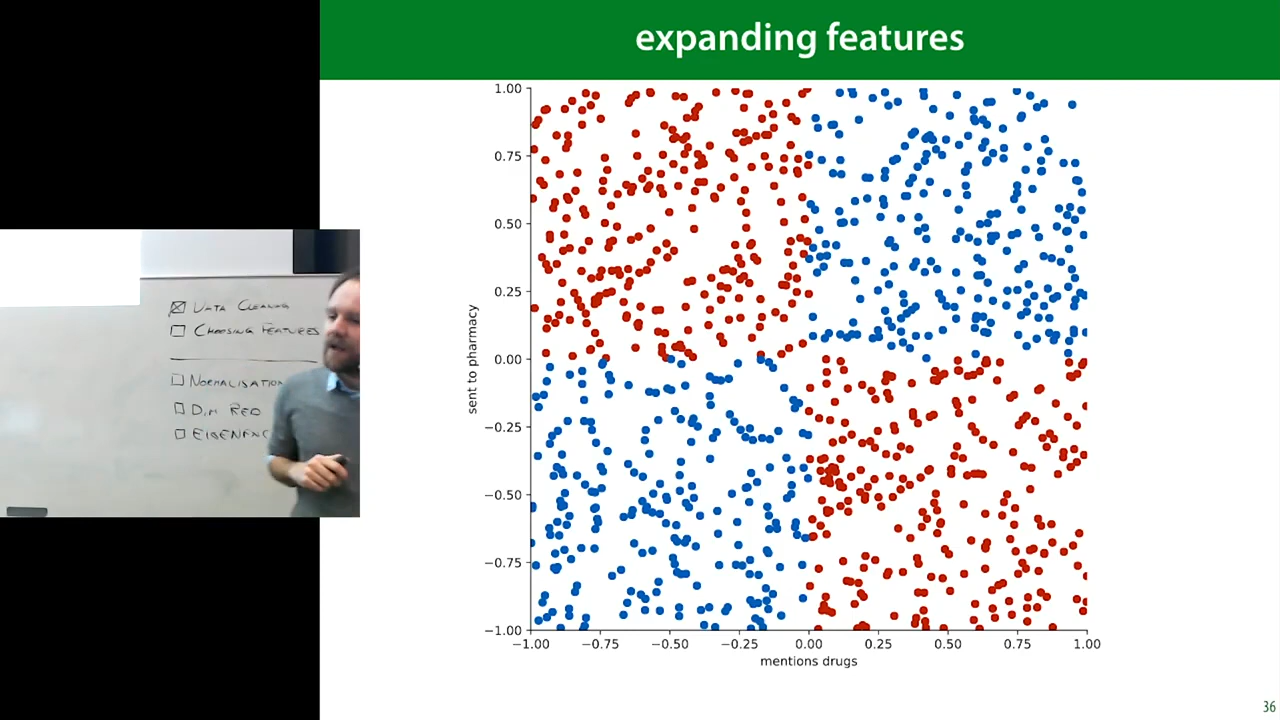 expanding features
DATA CLEANING
CHOOSING FEATURES
NORMALISATION
DIM RED
1.00
0.75
0.50
0.25
0.00
−0.25
−0.50
−0.75
−1.00
sent to pharmacy
−1.00 −0.75 −0.50 −0.25 0.00 0.25 0.50 0.75 1.00
mentions drugs
36